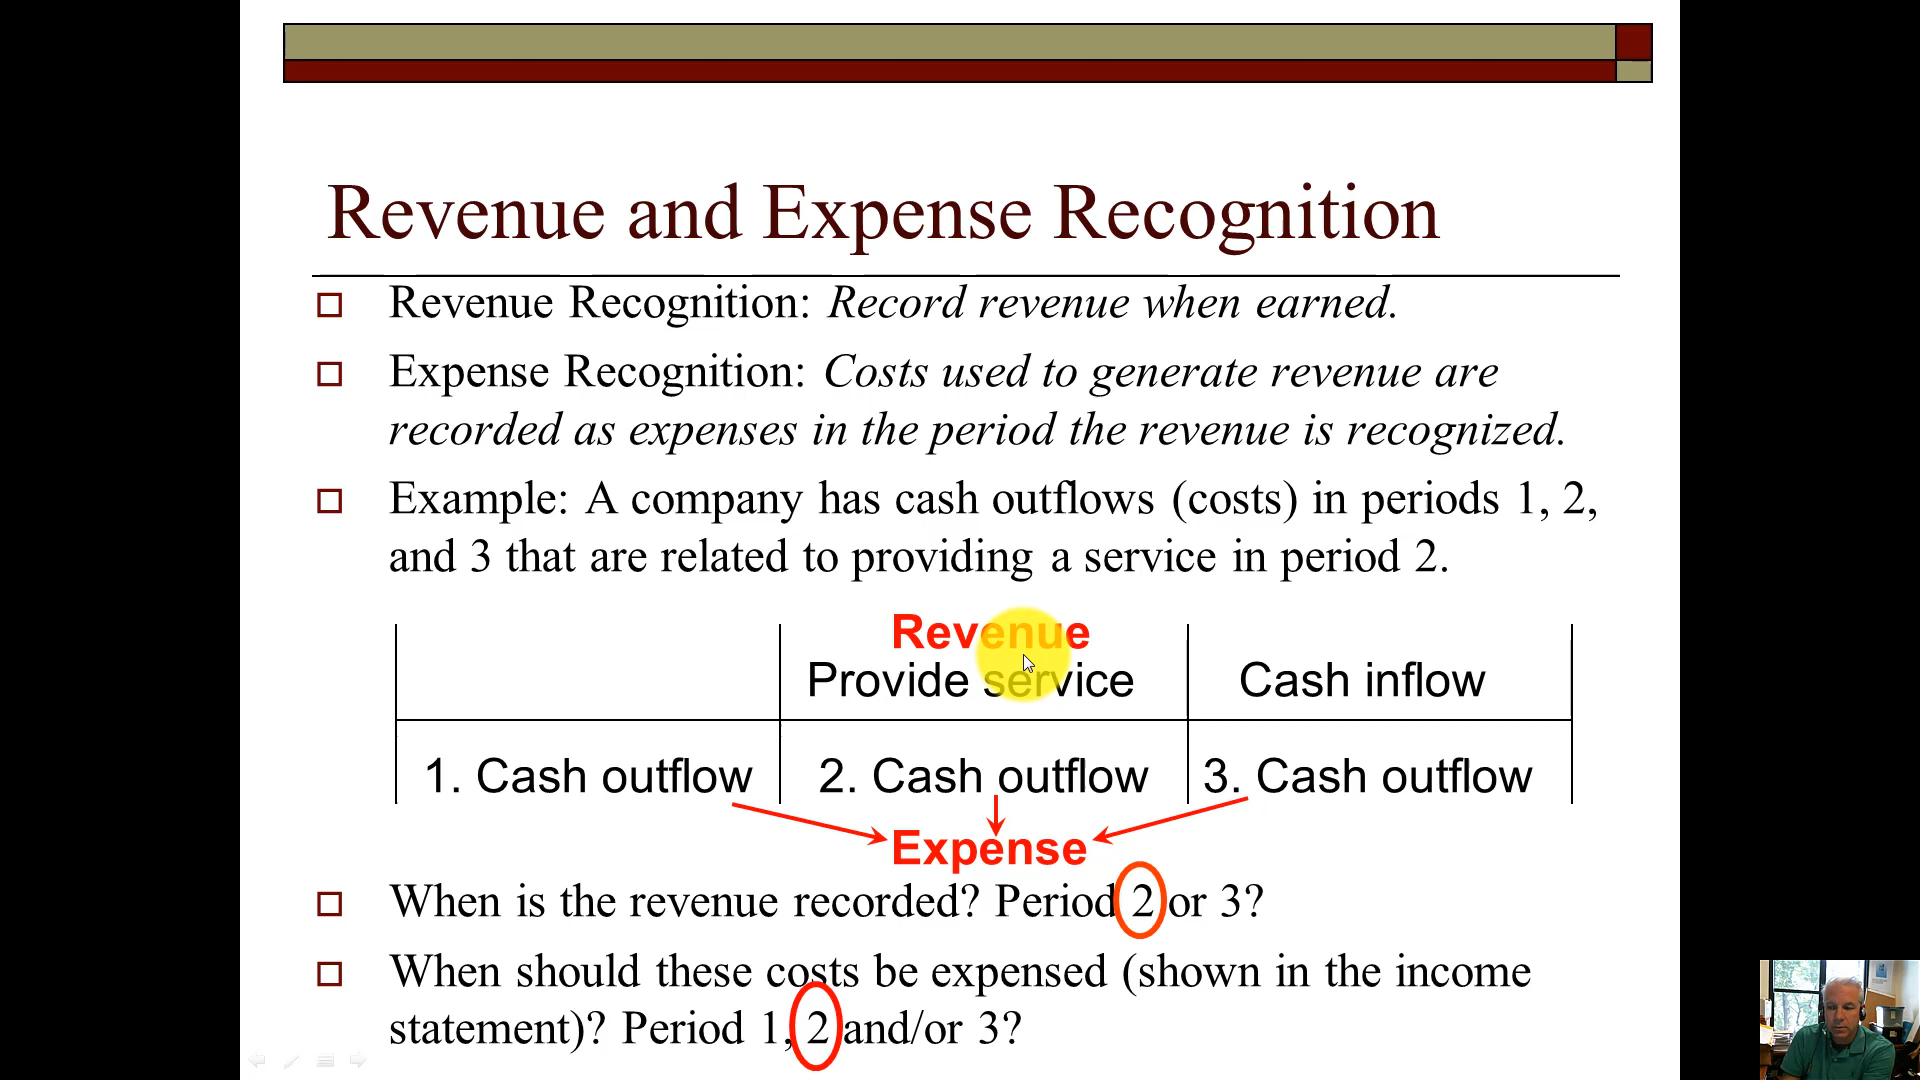 Revenue and Expense Recognition
Revenue Recognition: Record revenue when earned.
Expense Recognition: Costs used to generate revenue are
recorded as expenses in the period the revenue is recognized.
Example: A company has cash outflows (costs) in periods 1, 2,
and 3 that are related to providing a service in period 2.
Revenue
Provide service
Cash inflow
1. Cash outflow
2. Cash outflow
3. Cash outflow
Expense
When is the revenue recorded? Period 2 or 3?
When should these costs be expensed (shown in the income
statement)? Period 1, 2 and/or 3?